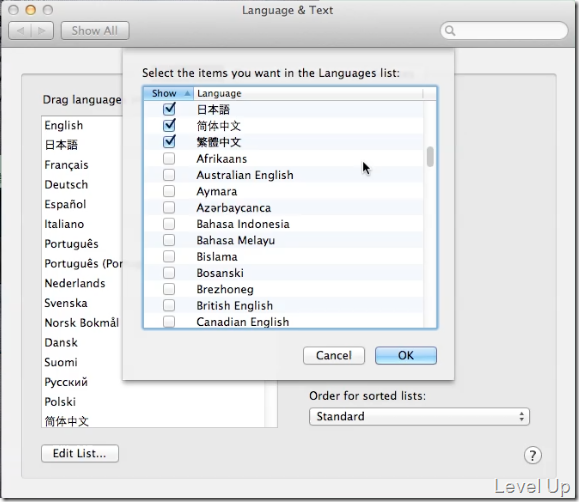 Language & Text
Show All
Select the items you want in the Languages list:
Show Language
日本語
简体中文
繁體中文
Afrikaans
Australian English
Aymara
Azərbaycanca
Bahasa Indonesia
Bahasa Melayu
Bislama
Bosanski
Brezhoneg
British English
Canadian English
Cancel OK
Drag language
English
日本語
Français
Deutsch
Español
Italiano
Português
Português (Por
Nederlands
Svenska
Norsk Bokmål
Dansk
Suomi
Русский
Polski
简体中文
Edit List...
Order for sorted lists:
Standard
?
Level Up